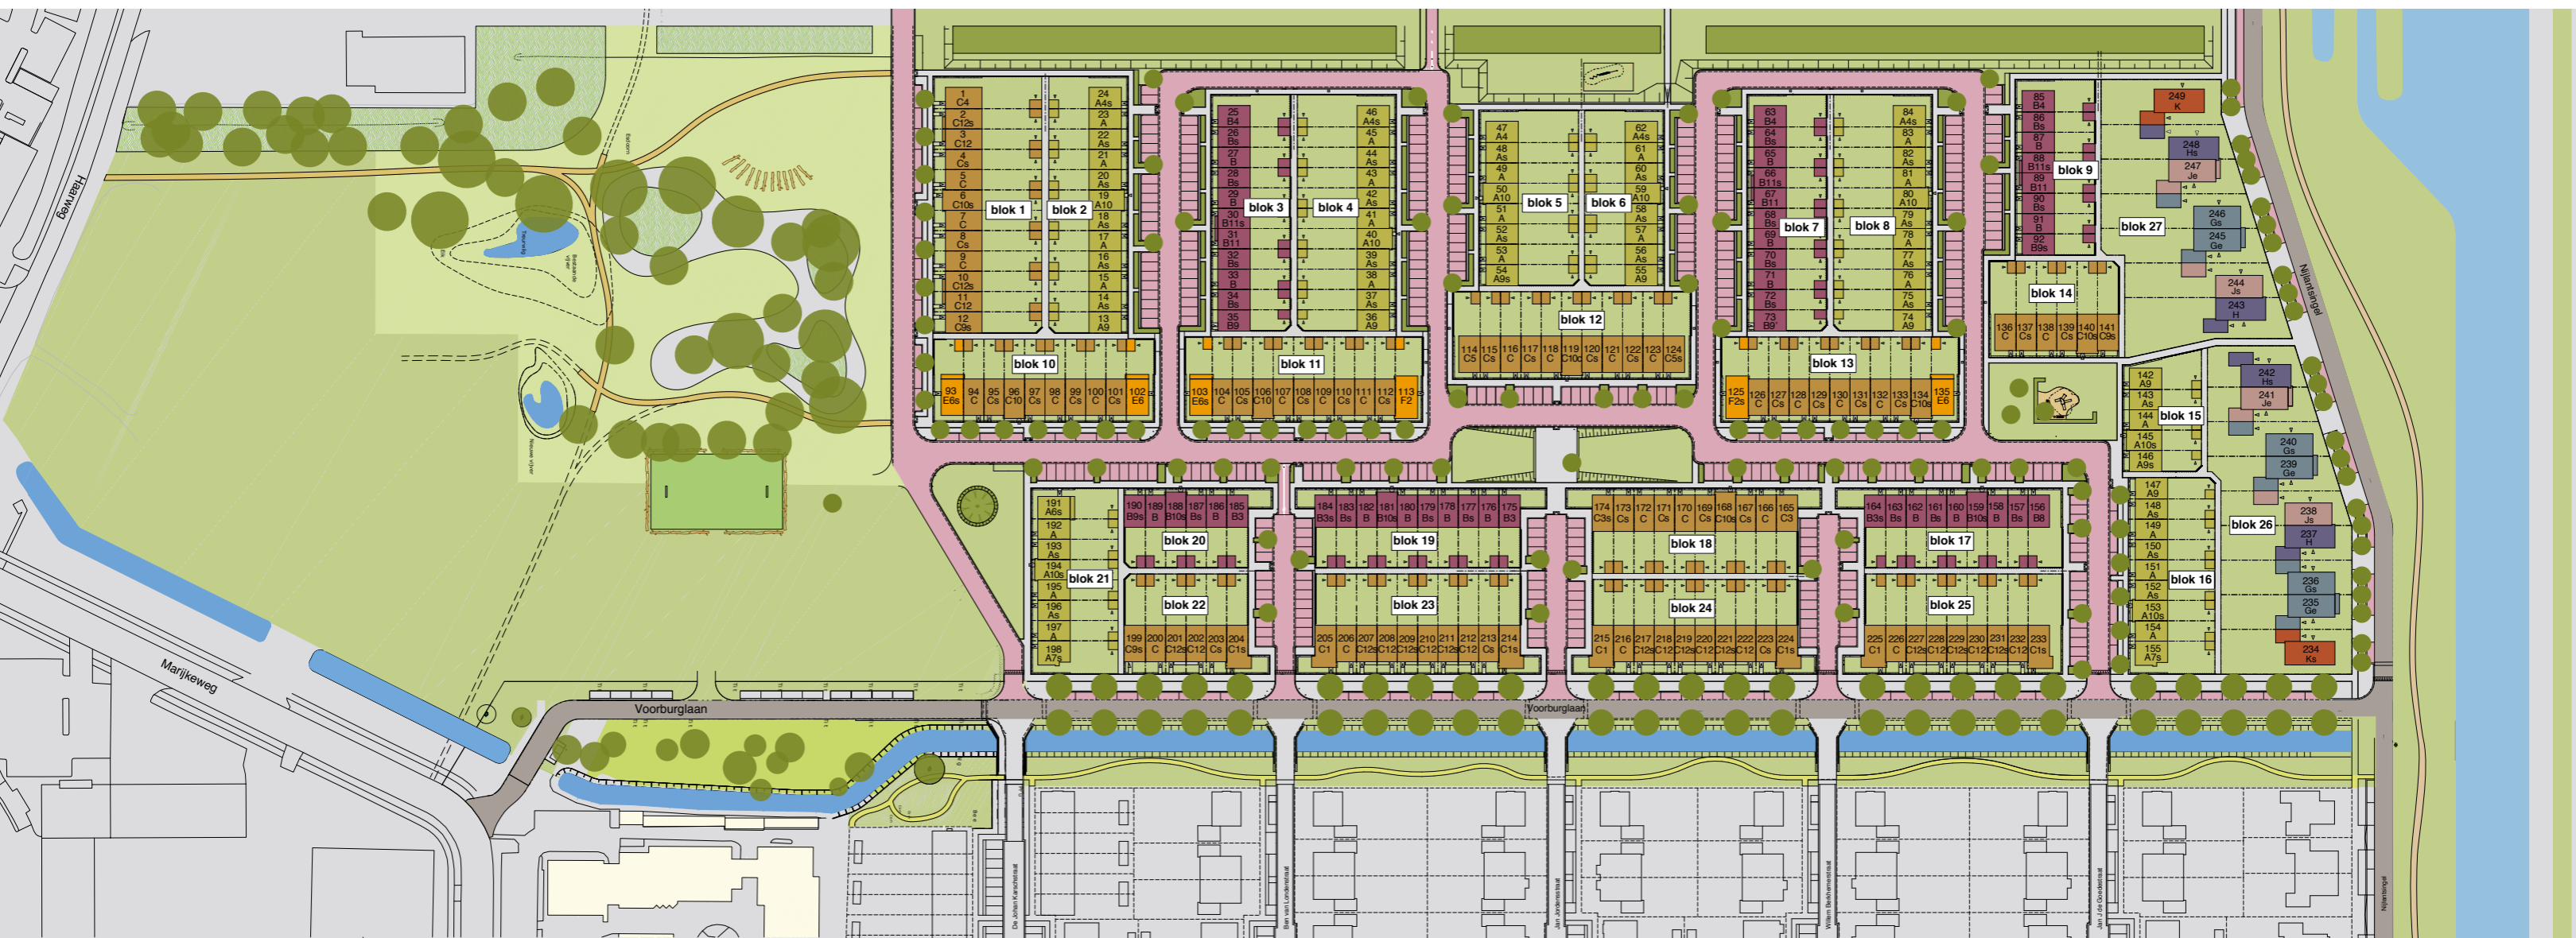 Haarweg
Marijkeweg
Voorburglaan
Voorburglaan
Nijlantsingel
Nijlantsingel
De Johan Kerschstraat
Ben van Londenstraat
Jan Jordensstraat
Willem Berkhemerstraat
Jan J de Goedestraat
Nieuwe vijver
Bestaande
vijver
blok 1
1
C4
2
C12s
3
C12
4
Cs
5
C
6
C10s
7
C
8
Cs
9
C
10
C12s
11
C12
12
C9s
blok 2
24
A4s
23
A
22
As
21
A
20
As
19
A10
18
As
17
A
16
As
15
A
14
As
13
A9
blok 3
25
B4
26
Bs
27
B
28
Bs
29
B
30
B11s
31
B11
32
Bs
33
B
34
Bs
35
B9
blok 4
46
A4s
45
A
44
As
43
A
42
As
41
A
40
A10
39
As
38
A
37
As
36
A9
blok 5
47
A4
48
As
49
A
50
A10
51
A
52
As
53
A
54
A9s
blok 6
62
A4s
61
A
60
As
59
A10
58
As
57
A
56
As
55
A9
blok 7
63
B4
64
Bs
65
B
66
B11s
67
B11
68
Bs
69
B
70
Bs
71
B
72
Bs
73
B9'
blok 8
84
A4s
83
A
82
As
81
A
80
A10
79
As
78
A
77
As
76
A
75
As
74
A9
blok 9
85
B4
86
Bs
87
B
88
B11s
89
B11
90
Bs
91
B
92
B9s
blok 10
93 94 95 96 97 98 99 100 101 102
E6s C Cs C10 Cs C Cs C Cs E6
blok 11
103 104 105 106 107 108 109 110 111 112 113
E6s C Cs C10 C Cs C Cs C Cs F2
blok 12
114 115 116 117 118 119 120 121 122 123 124
C5 Cs C Cs C C10c Cs C Cs C C5s
blok 13
125 126 127 128 129 130 131 132 133 134 135
F2s C Cs C Cs C Cs C Cs C10s E6
blok 14
136 137 138 139 140 141
C Cs C Cs C10s C9s
blok 15
142
A9
143
As
144
A
145
A10s
146
A9s
blok 16
147
A9
148
As
149
A
150
As
151
A
152
As
153
A10s
154
A
155
A7s
blok 17
164 163 162 161 160 159 158 157 156
B3s Bs B Bs B B10s B Bs B8
blok 18
174 173 172 171 170 169 168 167 166 165
C3s Cs C Cs C Cs C10s Cs C C3
blok 19
184 183 182 181 180 179 178 177 176 175
B3s Bs B B10s B Bs B Bs B B3
blok 20
190 189 188 187 186 185
B9s B B10s Bs B B3
blok 21
191
A6s
192
A
193
As
194
A10s
195
A
196
As
197
A
198
A7s
blok 22
199 200 201 202 203 204
C9s C C12s C12 Cs C1s
blok 23
205 206 207 208 209 210 211 212 213 214
C1 C C12s C12 C12s C12 C12s C12 Cs C1s
blok 24
215 216 217 218 219 220 221 222 223 224
C1 C C12s C12 C12s C12 C12s C12 Cs C1s
blok 25
225 226 227 228 229 230 231 232 233
C1 C C12s C12 C12s C12 C12s C12 C1s
blok 26
242
Hs
241
Je
240
Gs
239
Ge
238
Js
237
H
236
Gs
235
Ge
234
Ks
blok 27
249
K
248
Hs
247
Je
246
Gs
245
Ge
244
Js
243
H